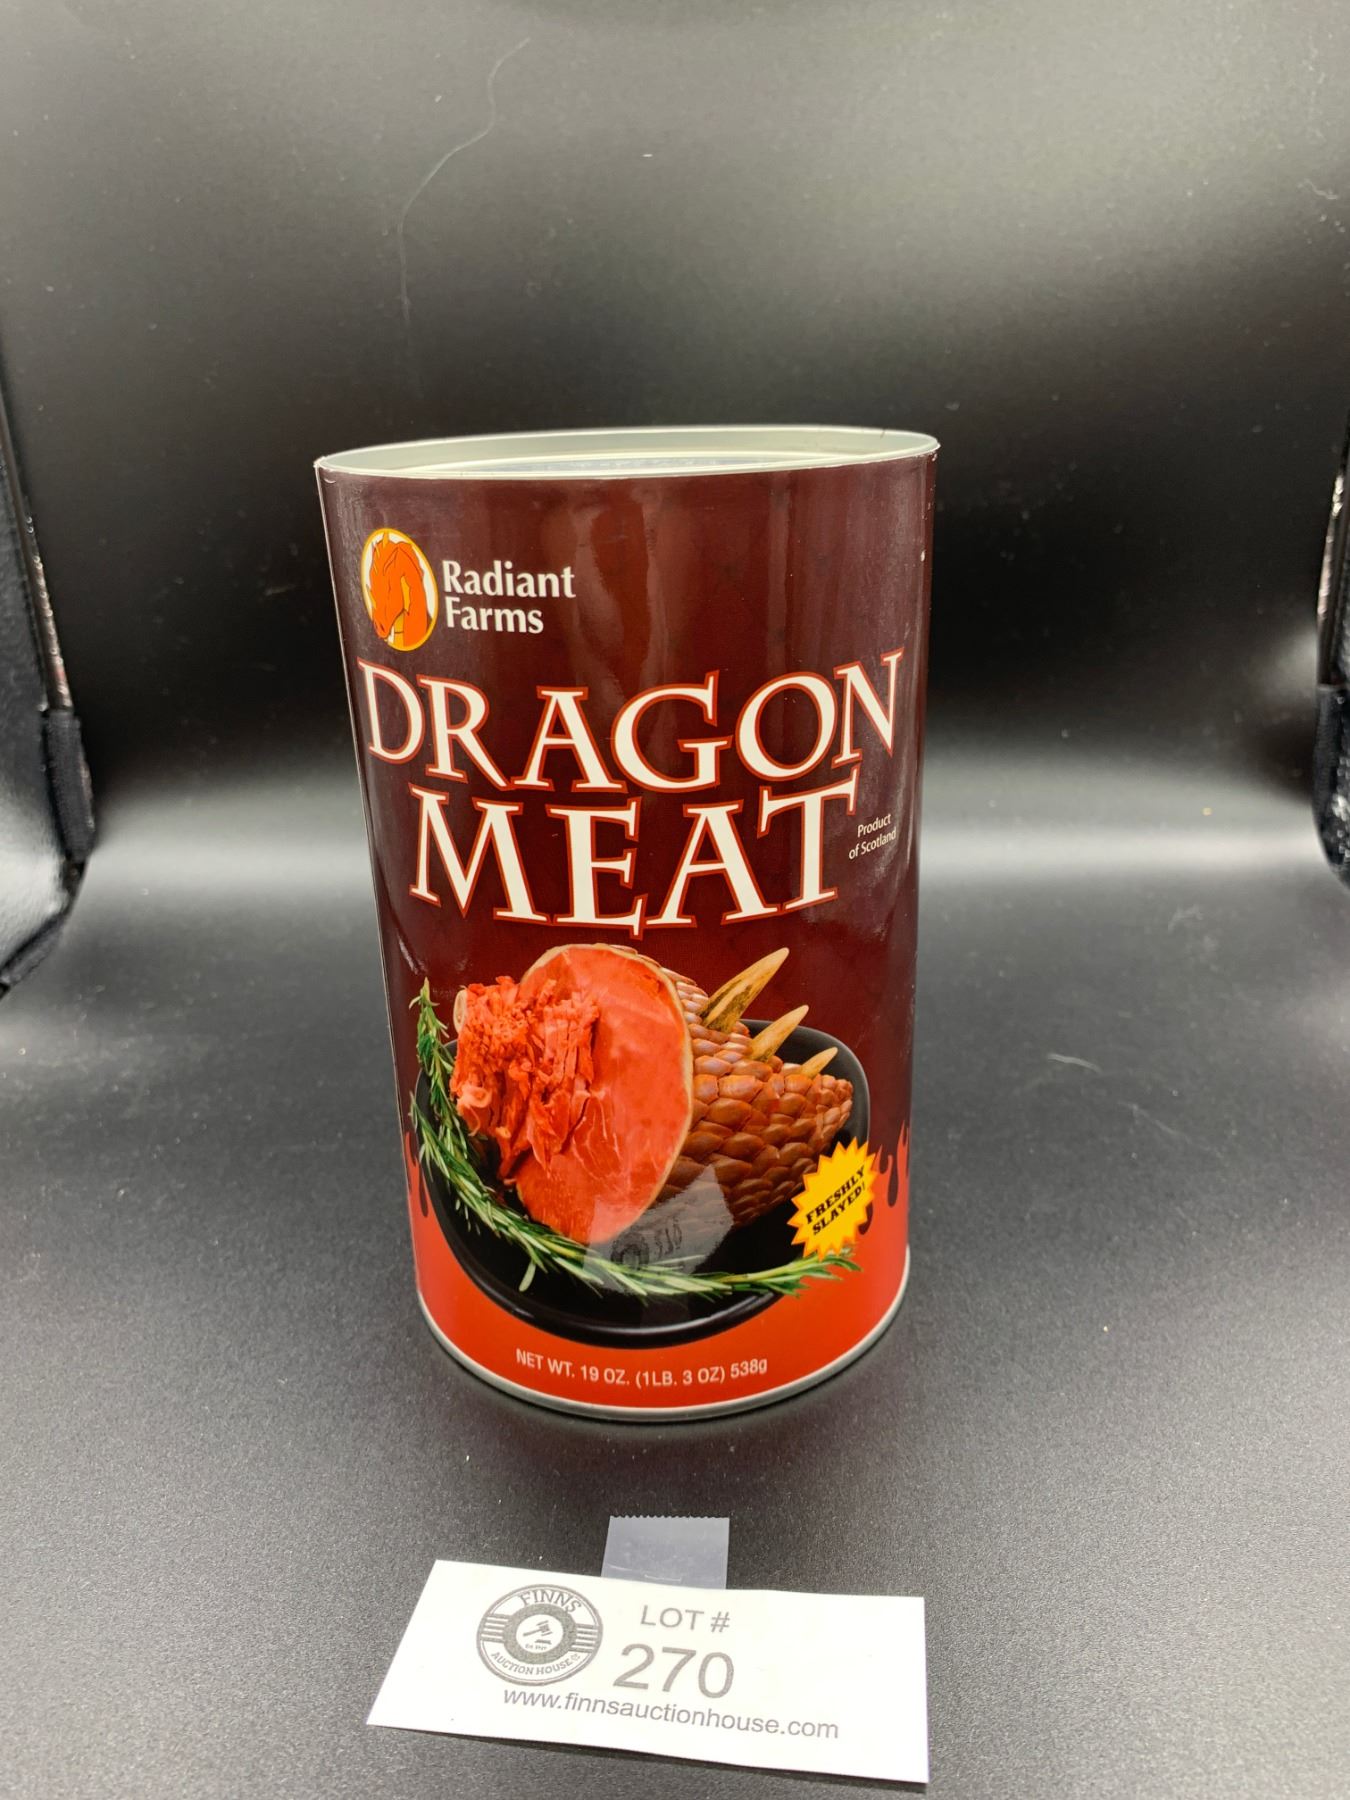 Radiant
Farms
DRAGON
MEAT
Product
of Scotland
FRESHLY
SLAYED!
NET WT. 19 OZ. (1LB. 3 OZ) 538g
FINNS
AUCTION HOUSE
LOT #
270
www.finnsauctionhouse.com